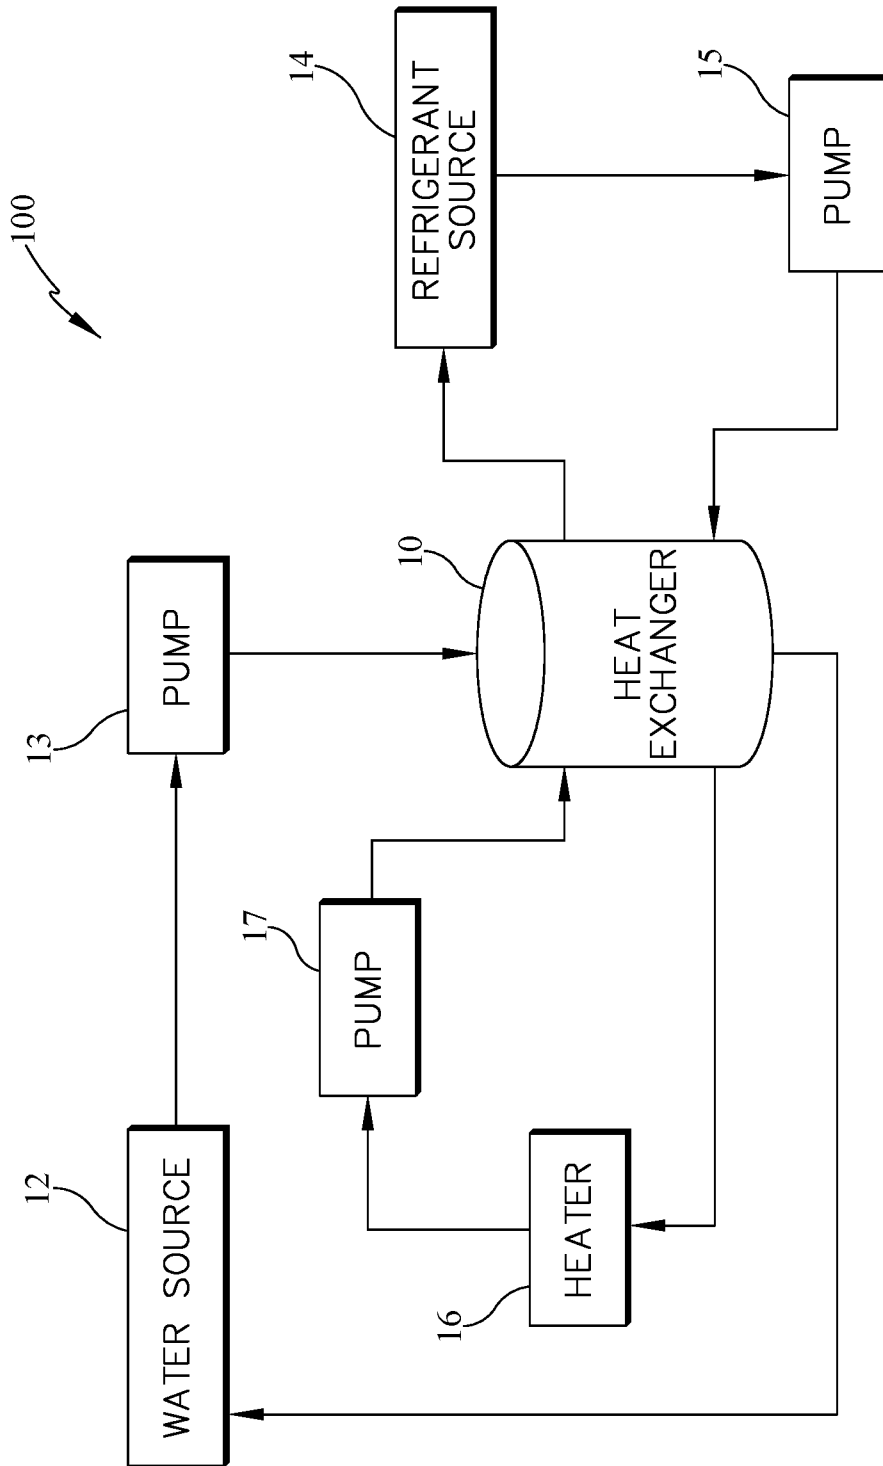 100
12
WATER SOURCE
13
PUMP
17
PUMP
14
REFRIGERANT
SOURCE
16
HEATER
10
HEAT
EXCHANGER
15
PUMP